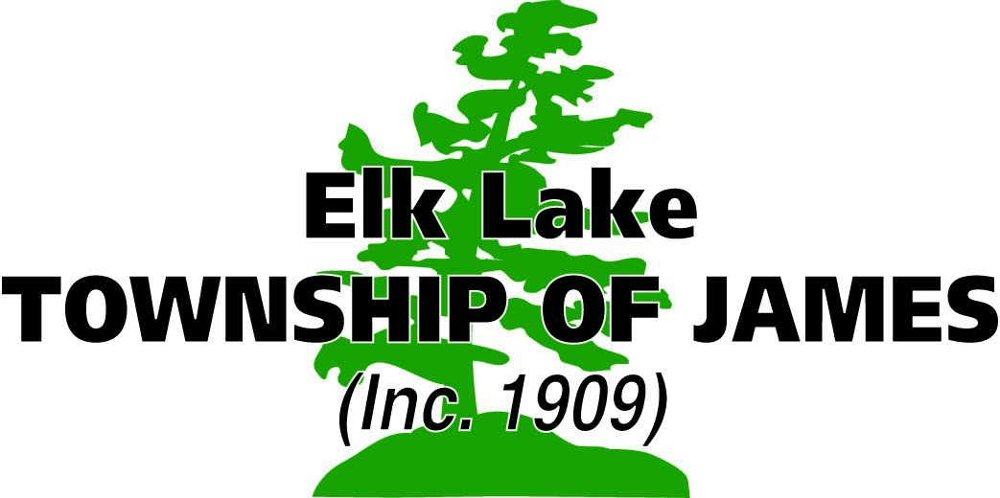 Elk Lake
TOWNSHIP OF JAMES
(Inc. 1909)